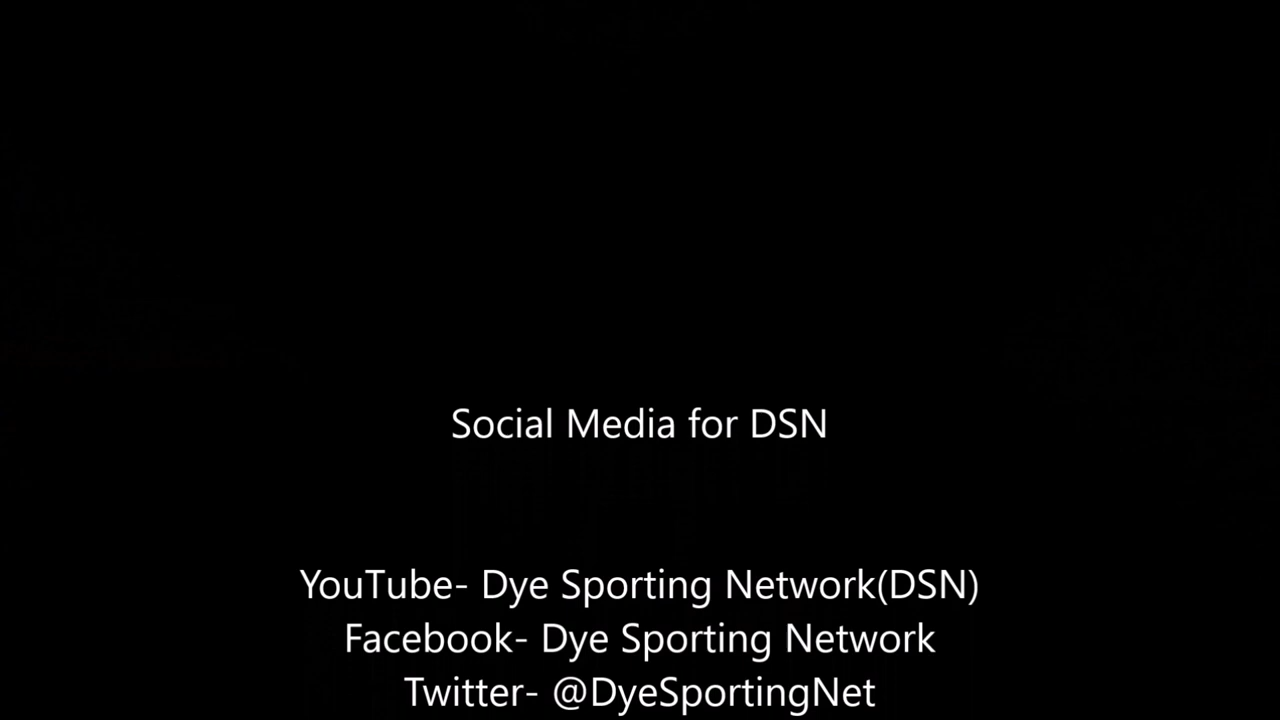 Social Media for DSN
YouTube- Dye Sporting Network(DSN)
Facebook- Dye Sporting Network
Twitter- @DyeSportingNet